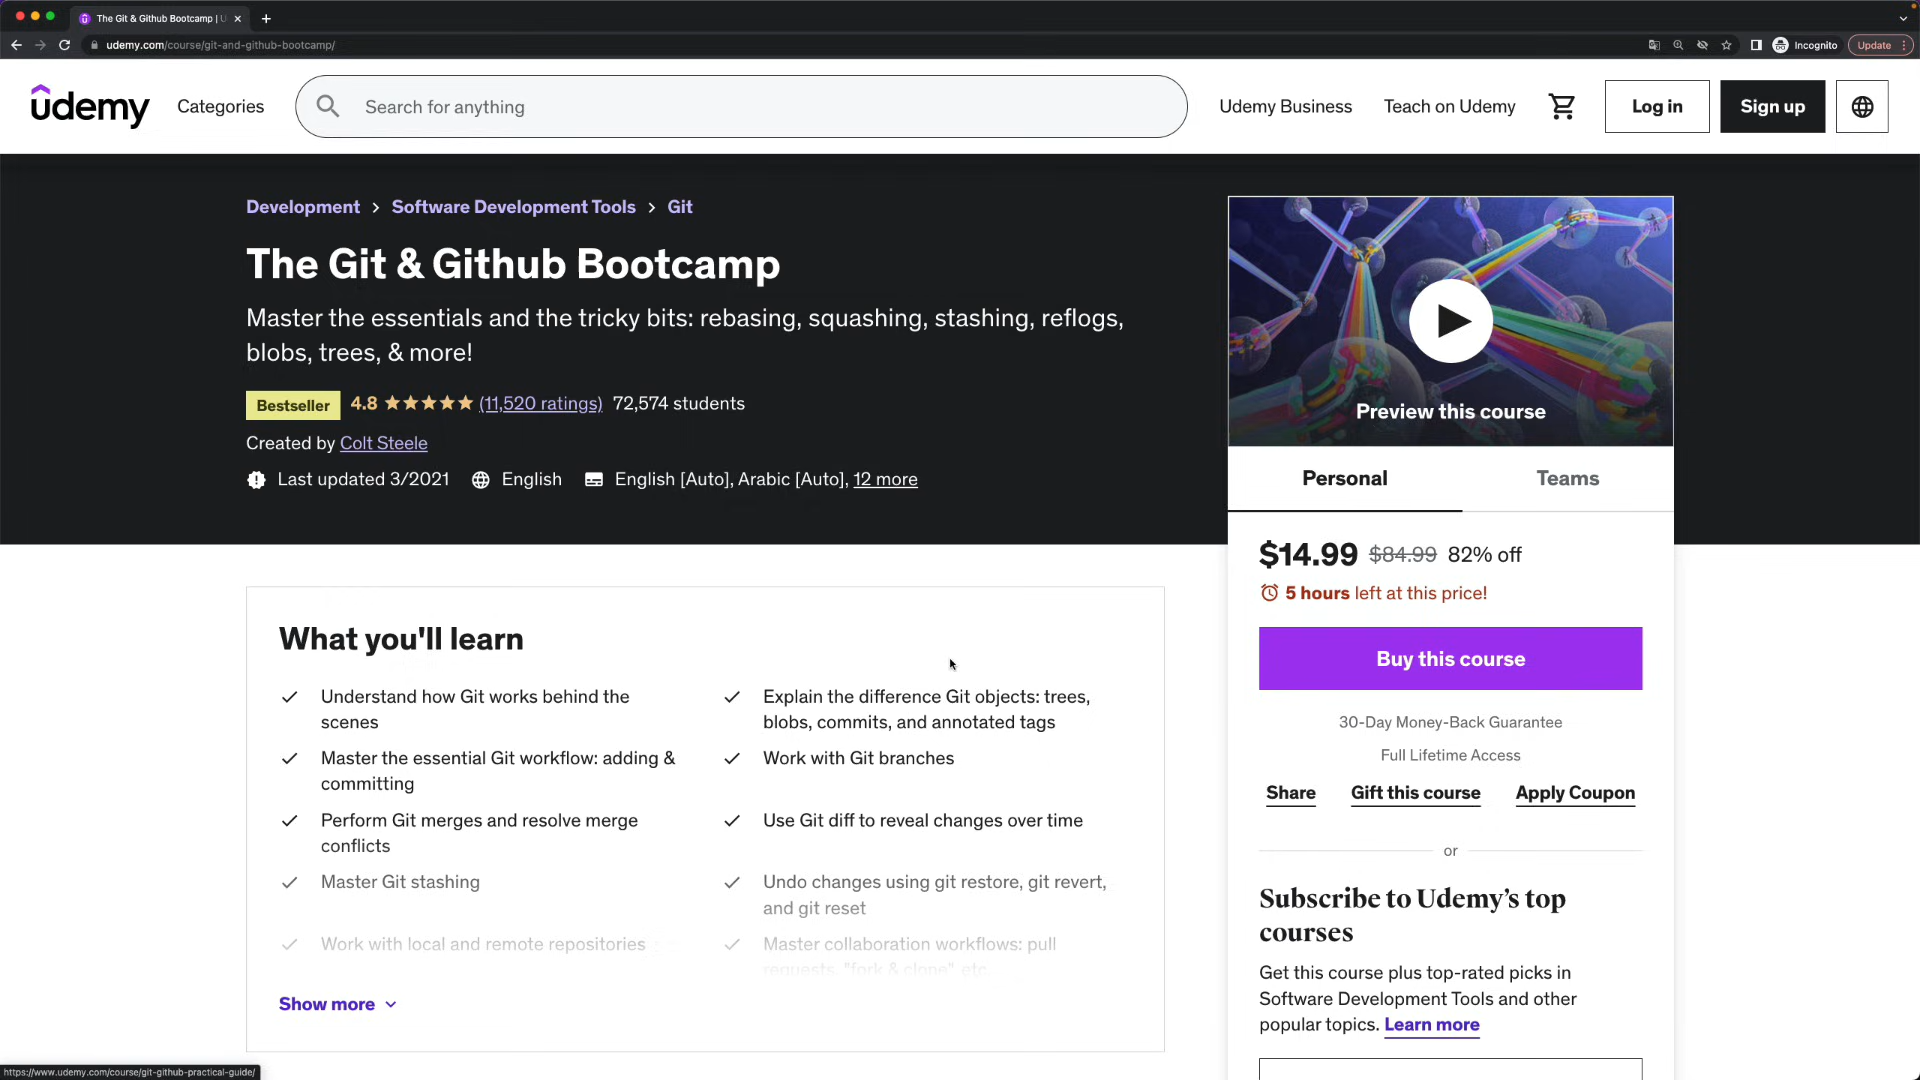 The Git & Github Bootcamp | U
udemy.com/course/git-and-github-bootcamp/
Incognito
Update
udemy
Categories
Search for anything
Udemy Business
Teach on Udemy
Log in
Sign up
Development > Software Development Tools > Git
The Git & Github Bootcamp
Master the essentials and the tricky bits: rebasing, squashing, stashing, reflogs,
blobs, trees, & more!
Bestseller 4.8 (11,520 ratings) 72,574 students
Created by Colt Steele
Last updated 3/2021 English English [Auto], Arabic [Auto], 12 more
Preview this course
Personal
Teams
$14.99 $84.99 82% off
5 hours left at this price!
Buy this course
30-Day Money-Back Guarantee
Full Lifetime Access
Share
Gift this course
Apply Coupon
or
Subscribe to Udemy’s top
courses
Get this course plus top-rated picks in
Software Development Tools and other
popular topics. Learn more
What you'll learn
Understand how Git works behind the
scenes
Explain the difference Git objects: trees,
blobs, commits, and annotated tags
Master the essential Git workflow: adding &
committing
Work with Git branches
Perform Git merges and resolve merge
conflicts
Use Git diff to reveal changes over time
Master Git stashing
Undo changes using git restore, git revert,
and git reset
Work with local and remote repositories
Master collaboration workflows: pull
requests, "fork & clone", etc.
Show more
https://www.udemy.com/course/git-github-practical-guide/